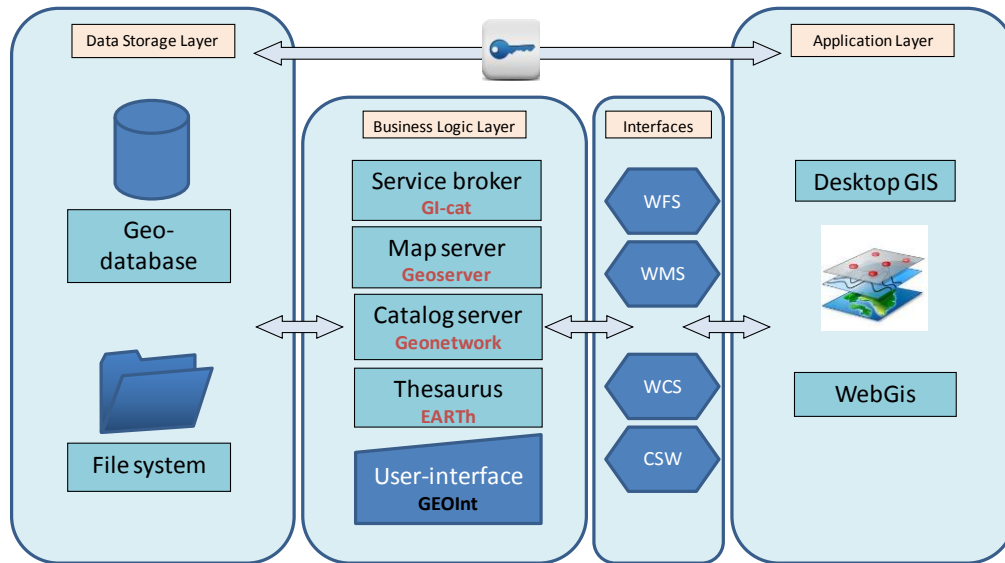 Data Storage Layer
Geo-
database
File system
Business Logic Layer
Service broker
GI-cat
Map server
Geoserver
Catalog server
Geonetwork
Thesaurus
EARTh
User-interface
GEOInt
Interfaces
WFS
WMS
WCS
CSW
Application Layer
Desktop GIS
WebGis